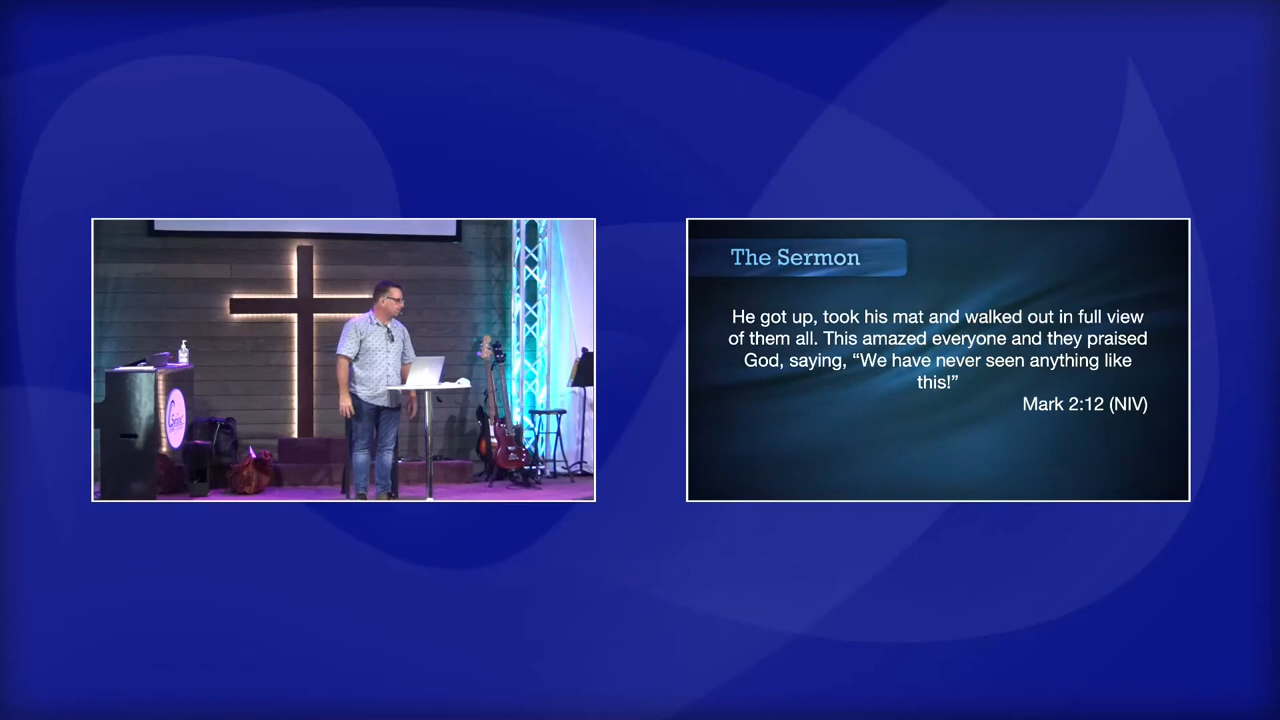 The Sermon
He got up, took his mat and walked out in full view
of them all. This amazed everyone and they praised
God, saying, “We have never seen anything like
this!”
Mark 2:12 (NIV)